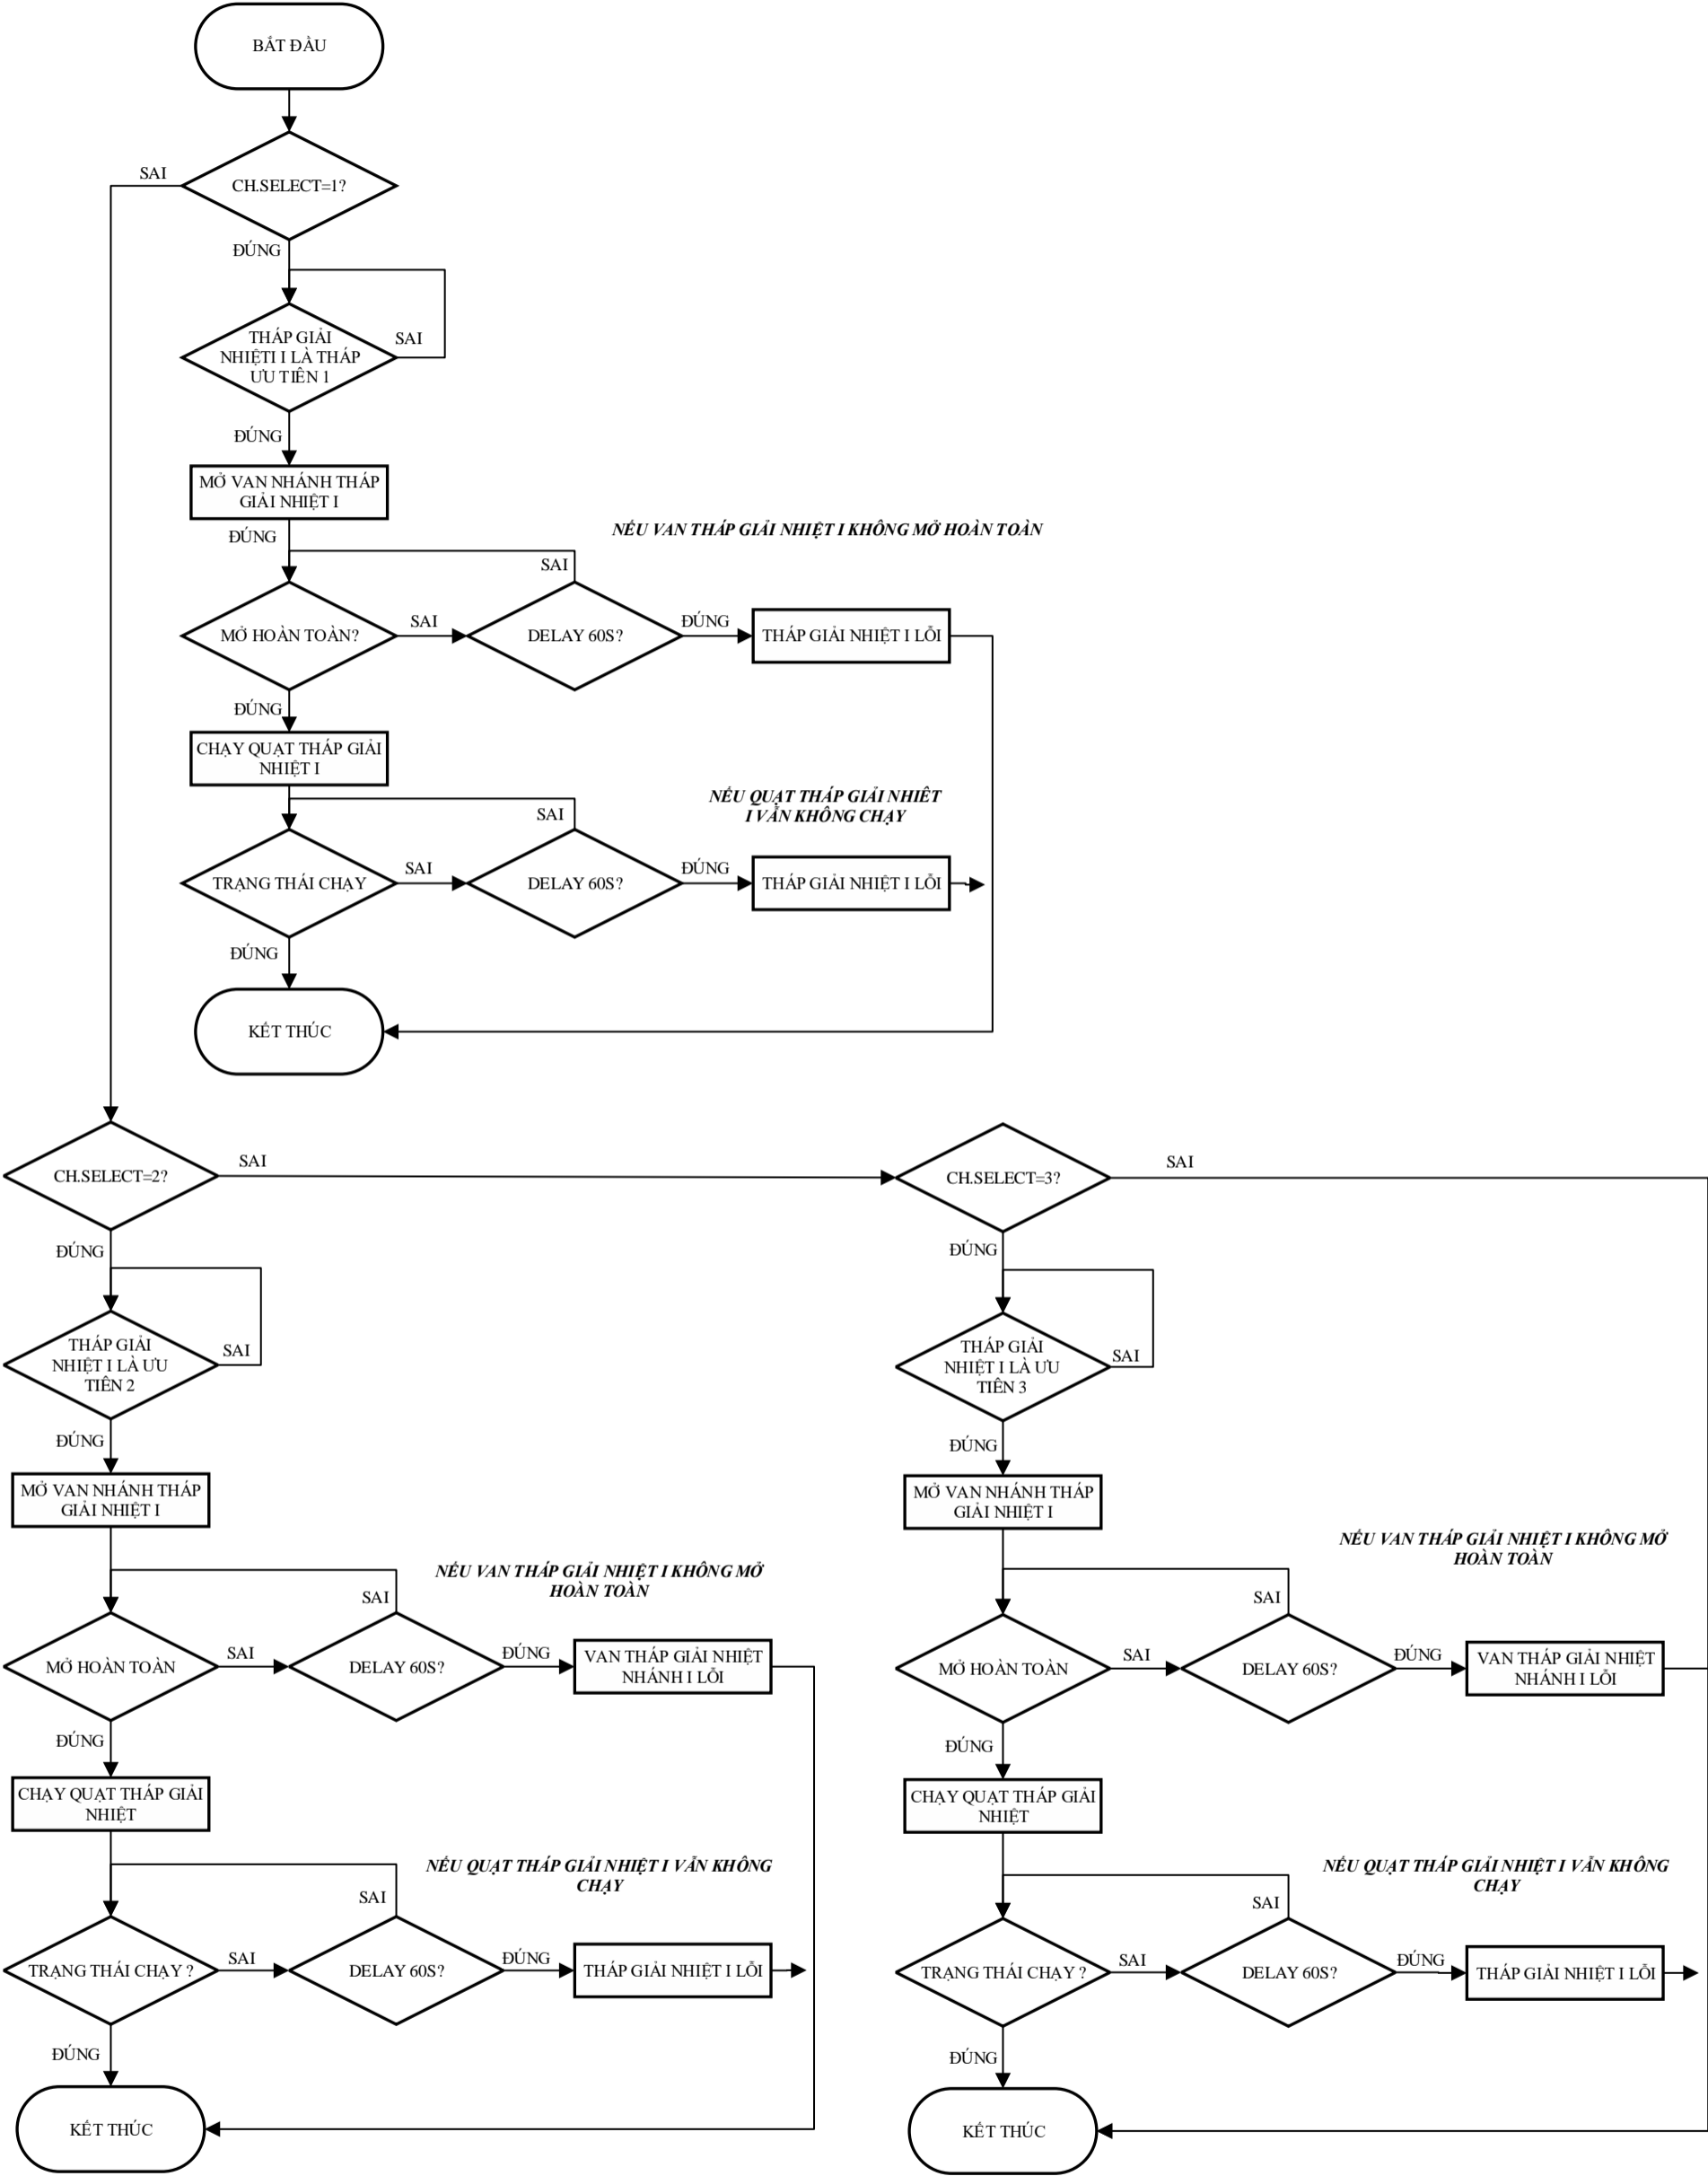 BẮT ĐẦU
SAI
CH.SELECT=1?
ĐÚNG
THÁP GIẢI
NHIỆTI I LÀ THÁP
ƯU TIÊN 1
SAI
ĐÚNG
MỞ VAN NHÁNH THÁP
GIẢI NHIỆT I
ĐÚNG
NẾU VAN THÁP GIẢI NHIỆT I KHÔNG MỞ HOÀN TOÀN
SAI
MỞ HOÀN TOÀN?
SAI
DELAY 60S?
ĐÚNG
THÁP GIẢI NHIỆT I LỖI
ĐÚNG
CHẠY QUẠT THÁP GIẢI
NHIỆT I
NẾU QUẠT THÁP GIẢI NHIÊT
I VẪN KHÔNG CHẠY
SAI
TRẠNG THÁI CHẠY
SAI
DELAY 60S?
ĐÚNG
THÁP GIẢI NHIỆT I LỖI
ĐÚNG
KẾT THÚC
CH.SELECT=2?
SAI
ĐÚNG
THÁP GIẢI
NHIỆT I LÀ ƯU
TIÊN 2
SAI
ĐÚNG
MỞ VAN NHÁNH THÁP
GIẢI NHIỆT I
NẾU VAN THÁP GIẢI NHIỆT I KHÔNG MỞ
HOÀN TOÀN
SAI
MỞ HOÀN TOÀN
SAI
DELAY 60S?
ĐÚNG
VAN THÁP GIẢI NHIỆT
NHÁNH I LỖI
ĐÚNG
CHẠY QUẠT THÁP GIẢI
NHIỆT
NẾU QUẠT THÁP GIẢI NHIỆT I VẪN KHÔNG
CHẠY
SAI
TRẠNG THÁI CHẠY ?
SAI
DELAY 60S?
ĐÚNG
THÁP GIẢI NHIỆT I LỖI
ĐÚNG
KẾT THÚC
CH.SELECT=3?
SAI
ĐÚNG
THÁP GIẢI
NHIỆT I LÀ ƯU
TIÊN 3
SAI
ĐÚNG
MỞ VAN NHÁNH THÁP
GIẢI NHIỆT I
NẾU VAN THÁP GIẢI NHIỆT I KHÔNG MỞ
HOÀN TOÀN
SAI
MỞ HOÀN TOÀN
SAI
DELAY 60S?
ĐÚNG
VAN THÁP GIẢI NHIỆT
NHÁNH I LỖI
ĐÚNG
CHẠY QUẠT THÁP GIẢI
NHIỆT
NẾU QUẠT THÁP GIẢI NHIỆT I VẪN KHÔNG
CHẠY
SAI
TRẠNG THÁI CHẠY ?
SAI
DELAY 60S?
ĐÚNG
THÁP GIẢI NHIỆT I LỖI
ĐÚNG
KẾT THÚC